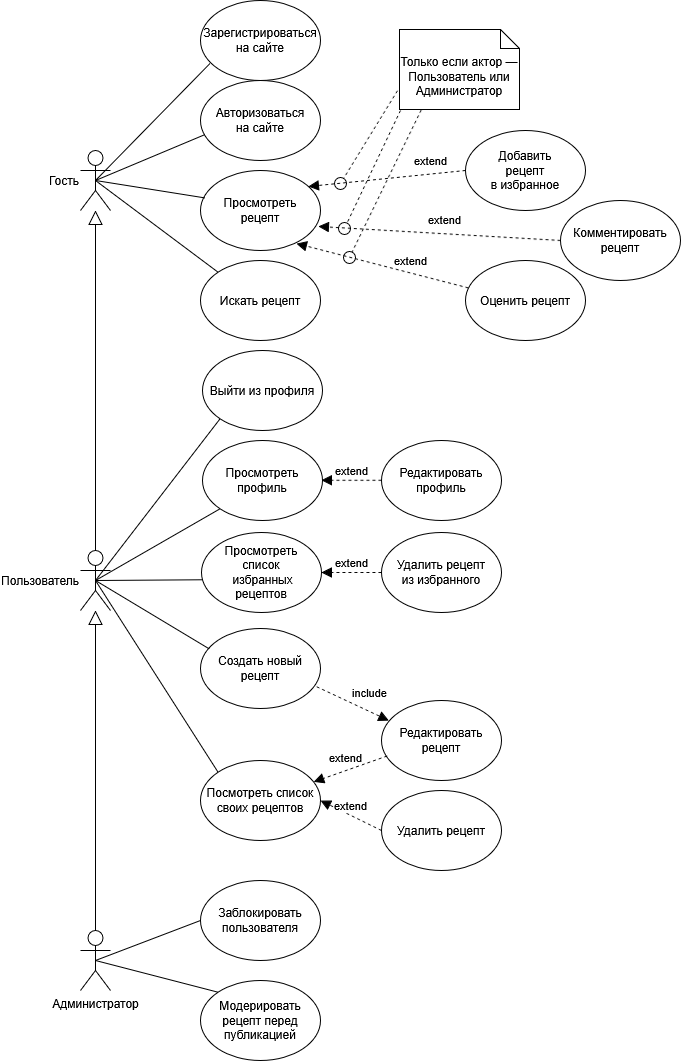 Зарегистрироваться
на сайте
Только если актор —
Пользователь или
Администратор
Авторизоваться
на сайте
Гость
extend
Добавить
рецепт
в избранное
Просмотреть
рецепт
extend
Комментировать
рецепт
extend
Искать рецепт
Оценить рецепт
Выйти из профиля
Просмотреть
профиль
extend
Редактировать
профиль
Пользователь
Просмотреть
список
избранных
рецептов
extend
Удалить рецепт
из избранного
Создать новый
рецепт
include
Редактировать
рецепт
extend
Посмотреть список
своих рецептов
extend
Удалить рецепт
Заблокировать
пользователя
Администратор
Модерировать
рецепт перед
публикацией